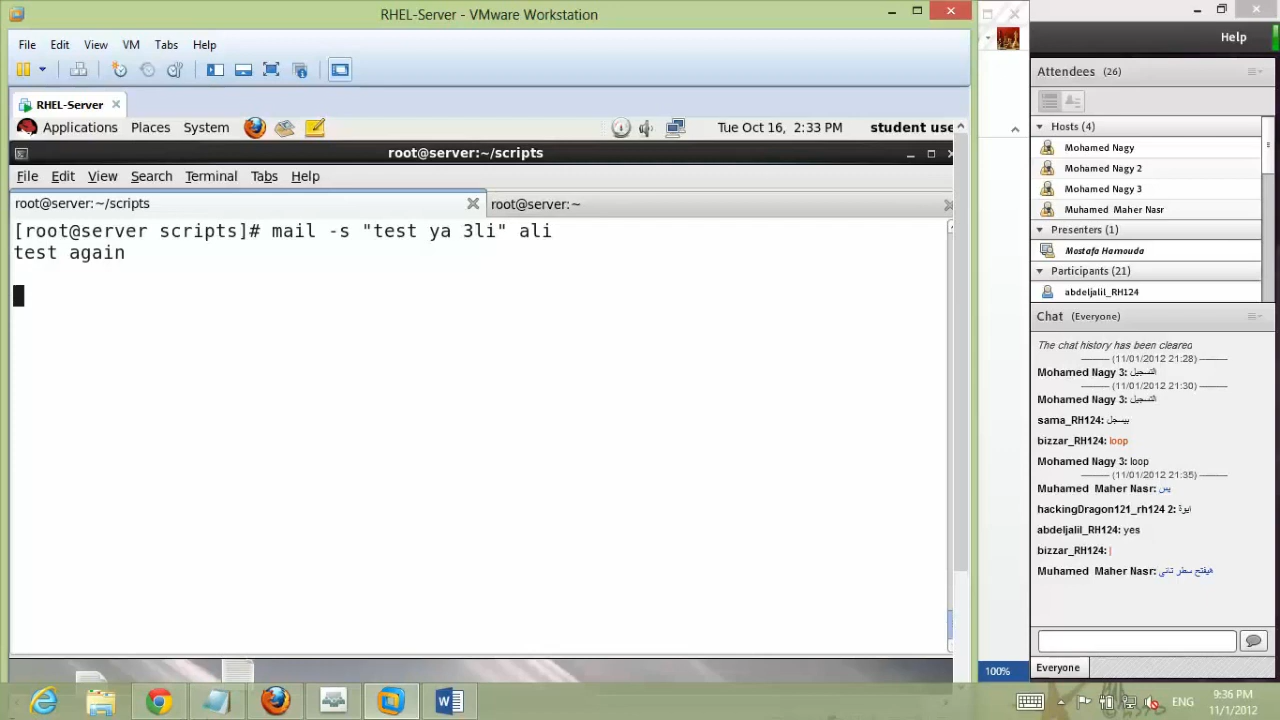 RHEL-Server - VMware Workstation
File Edit View VM Tabs Help
RHEL-Server
Applications Places System
Tue Oct 16, 2:33 PM student use
root@server:~/scripts
File Edit View Search Terminal Tabs Help
root@server:~/scripts
root@server:~
[root@server scripts]# mail -s "test ya 3li" ali
test again
Help
Attendees (26)
Hosts (4)
Mohamed Nagy
Mohamed Nagy 2
Mohamed Nagy 3
Muhamed Maher Nasr
Presenters (1)
Mostafa Hamouda
Participants (21)
abdeljalil_RH124
Chat (Everyone)
The chat history has been cleared
(11/01/2012 21:28)
Mohamed Nagy 3: التسجيل
(11/01/2012 21:30)
Mohamed Nagy 3: التسجيل
sama_RH124: بيسجل
bizzar_RH124: loop
Mohamed Nagy 3: loop
(11/01/2012 21:35)
Muhamed Maher Nasr: يس
hackingDragon121_rh124 2: ايوة
abdeljalil_RH124: yes
bizzar_RH124: |
Muhamed Maher Nasr: هيفتح سطر تانى
Everyone
100%
ENG
9:36 PM
11/1/2012